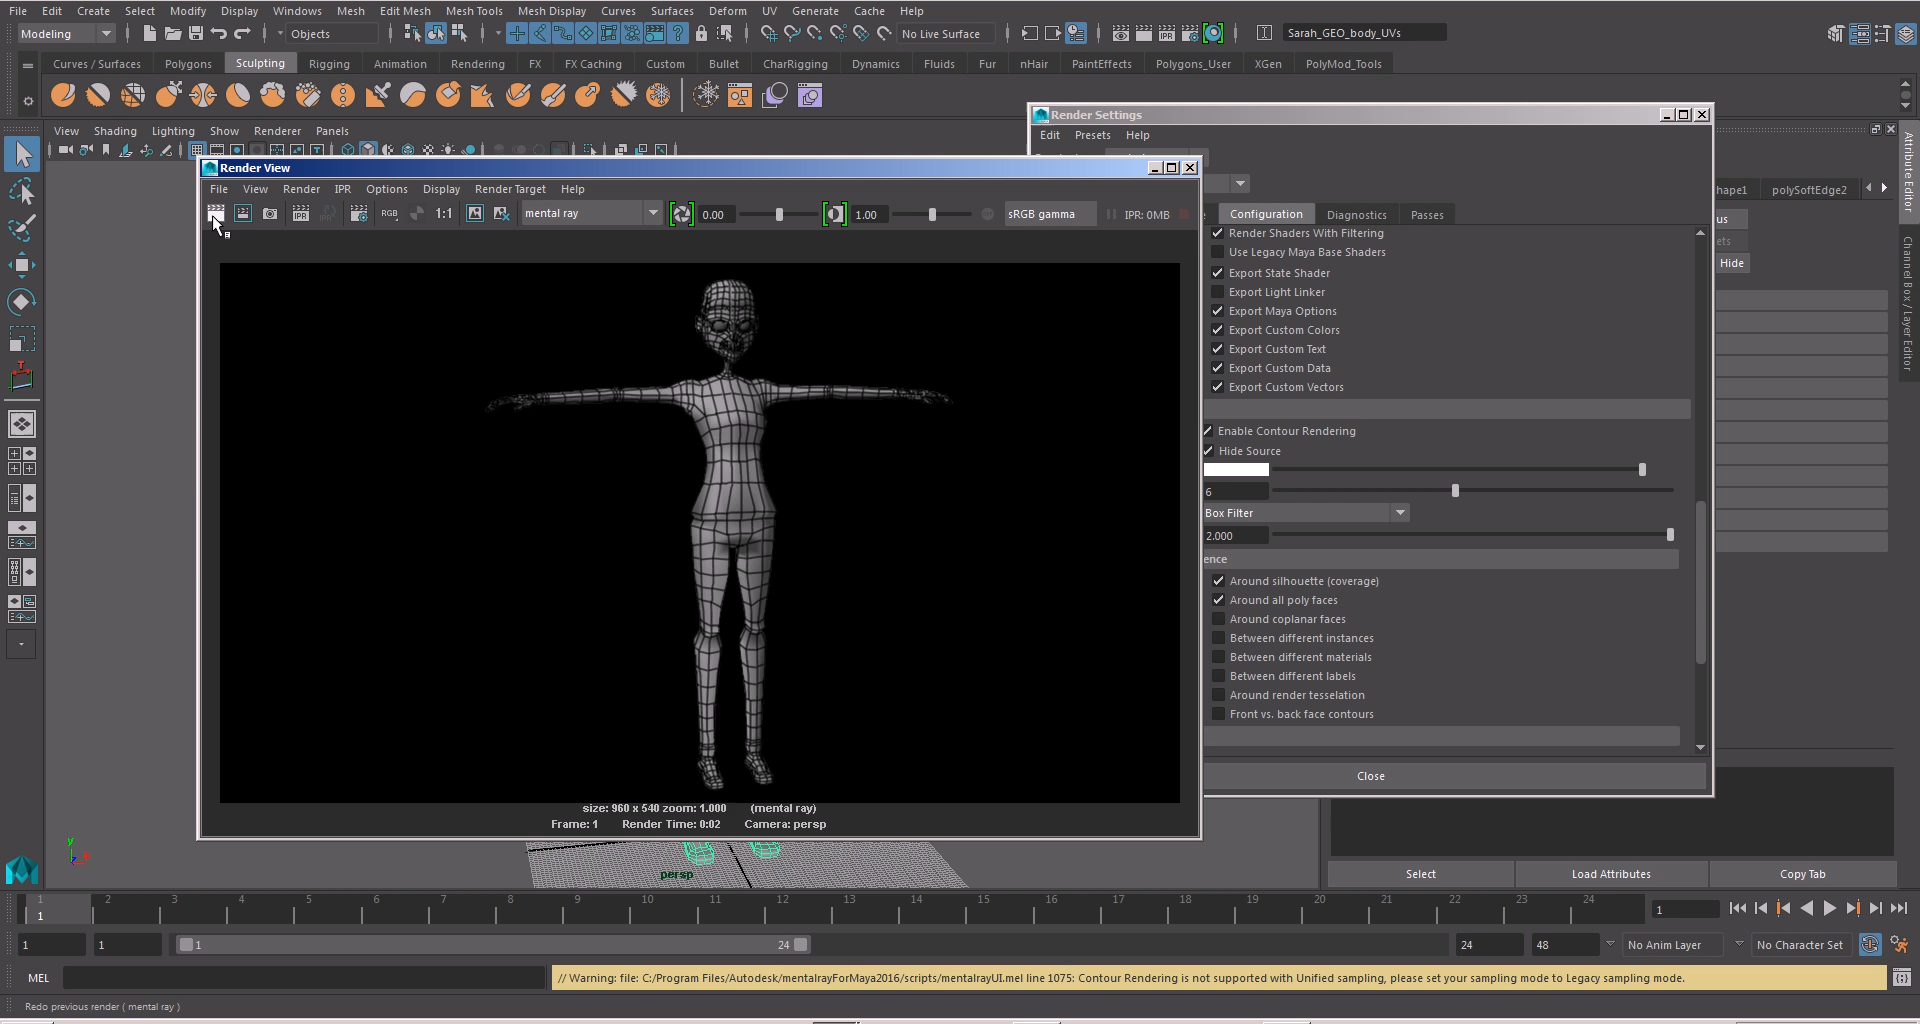 File Edit Create Select Modify Display Windows Mesh Edit Mesh Mesh Tools Mesh Display Curves Surfaces Deform UV Generate Cache Help
Modeling Objects No Live Surface Sarah_GEO_body_UVs
Curves / Surfaces Polygons Sculpting Rigging Animation Rendering FX FX Caching Custom Bullet CharRigging Dynamics Fluids Fur nHair PaintEffects Polygons_User XGen PolyMod_Tools
View Shading Lighting Show Renderer Panels
Render Settings
Edit Presets Help
Render View
File View Render IPR Options Display Render Target Help
IPR RGB 1:1 mental ray 0.00 1.00 sRGB gamma IPR: 0MB
Configuration Diagnostics Passes
Render Shaders With Filtering
Use Legacy Maya Base Shaders
Export State Shader
Export Light Linker
Export Maya Options
Export Custom Colors
Export Custom Text
Export Custom Data
Export Custom Vectors
Enable Contour Rendering
Hide Source
6
Box Filter
2.000
ence
Around silhouette (coverage)
Around all poly faces
Around coplanar faces
Between different instances
Between different materials
Between different labels
Around render tesselation
Front vs. back face contours
Close
hape1 polySoftEdge2
us
ets
Hide
Attribute Editor
Channel Box / Layer Editor
size: 960 x 540 zoom: 1.000 (mental ray)
Frame: 1 Render Time: 0:02 Camera: persp
y
z
persp
Select Load Attributes Copy Tab
1 2 3 4 5 6 7 8 9 10 11 12 13 14 15 16 17 18 19 20 21 22 23 24
1 1
1 1 1 24 24 48 No Anim Layer No Character Set
MEL // Warning: file: C:/Program Files/Autodesk/mentalrayForMaya2016/scripts/mentalrayUI.mel line 1075: Contour Rendering is not supported with Unified sampling, please set your sampling mode to Legacy sampling mode.
Redo previous render ( mental ray )